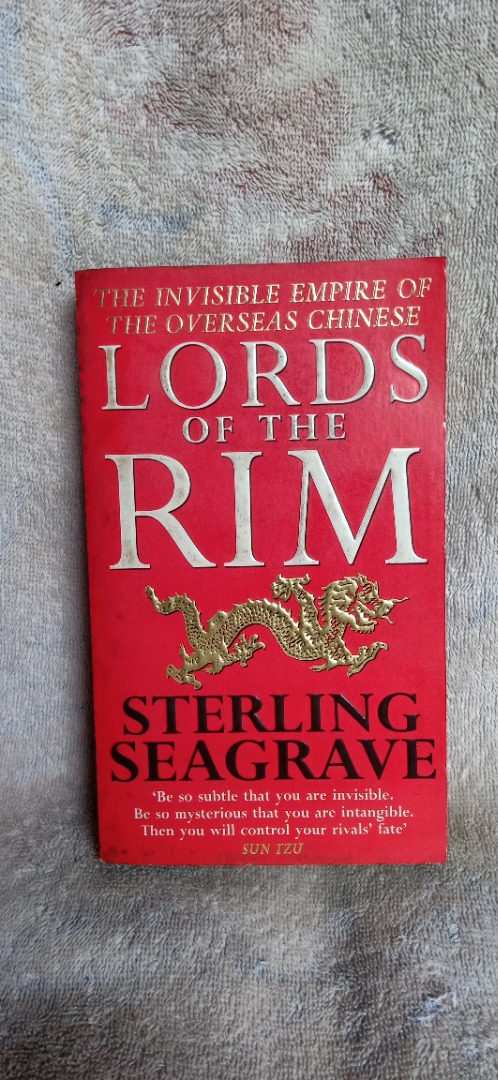 THE INVISIBLE EMPIRE OF
THE OVERSEAS CHINESE
LORDS
OF THE
RIM
STERLING
SEAGRAVE
'Be so subtle that you are invisible.
Be so mysterious that you are intangible.
Then you will control your rivals' fate'
SUN TZU